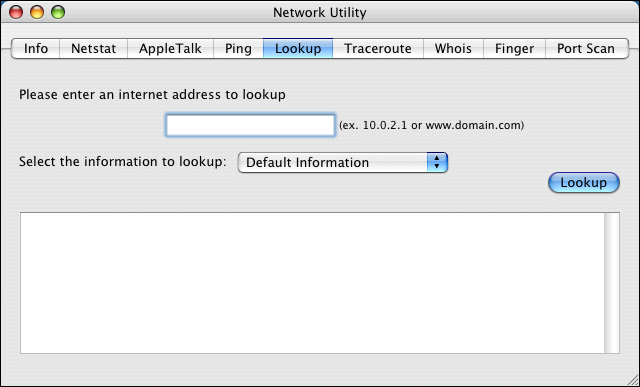 Network Utility
Info Netstat AppleTalk Ping Lookup Traceroute Whois Finger Port Scan
Please enter an internet address to lookup
(ex. 10.0.2.1 or www.domain.com)
Select the information to lookup: Default Information
Lookup